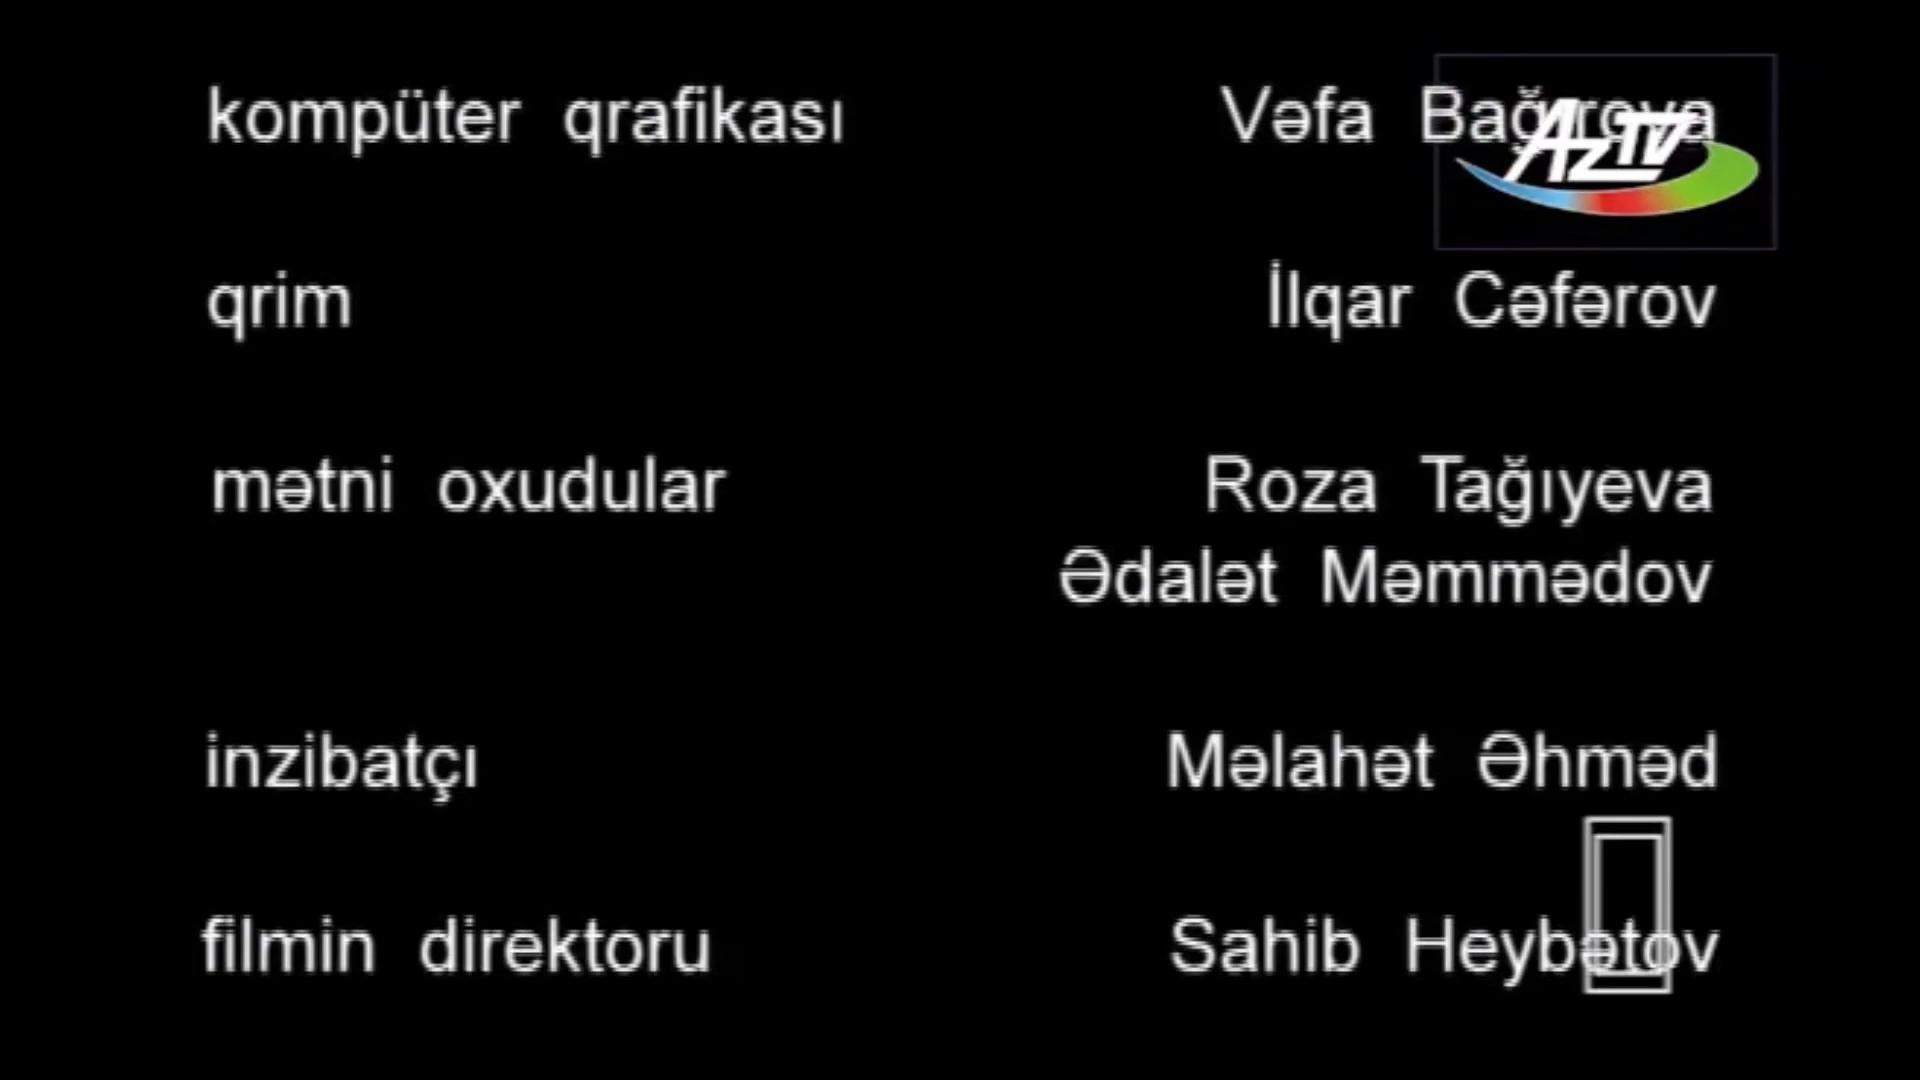 kompüter qrafikası Vəfa Bağırova
AzTV
qrim İlqar Cəfərov
mətni oxudular Roza Tağıyeva
Ədalət Məmmədov
inzibatçı Məlahət Əhməd
filmin direktoru Sahib Heybətov